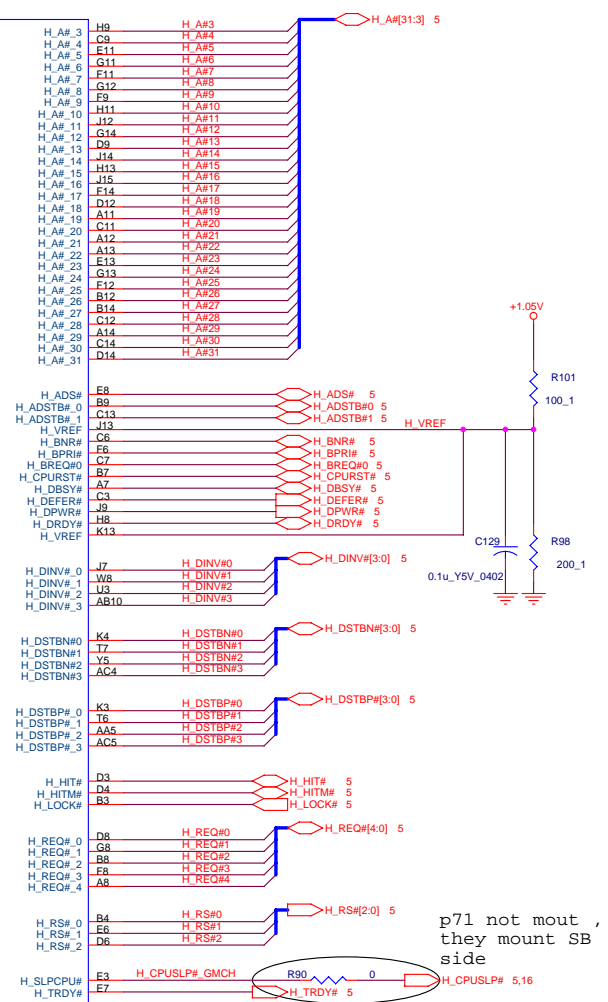 H_A#_3 H9 H_A#3 H_A#[31:3] 5
H_A#_4 C9 H_A#4
H_A#_5 E11 H_A#5
H_A#_6 G11 H_A#6
H_A#_7 F11 H_A#7
H_A#_8 G12 H_A#8
H_A#_9 F9 H_A#9
H_A#_10 H11 H_A#10
H_A#_11 J12 H_A#11
H_A#_12 G14 H_A#12
H_A#_13 D9 H_A#13
H_A#_14 J14 H_A#14
H_A#_15 H13 H_A#15
H_A#_16 J15 H_A#16
H_A#_17 F14 H_A#17
H_A#_18 D12 H_A#18
H_A#_19 A11 H_A#19
H_A#_20 C11 H_A#20
H_A#_21 A12 H_A#21
H_A#_22 A13 H_A#22
H_A#_23 E13 H_A#23
H_A#_24 G13 H_A#24
H_A#_25 F12 H_A#25
H_A#_26 B12 H_A#26
H_A#_27 B14 H_A#27
H_A#_28 C12 H_A#28
H_A#_29 A14 H_A#29
H_A#_30 C14 H_A#30
H_A#_31 D14 H_A#31
+1.05V
R101
100_1
H_ADS# E8 H_ADS# 5
H_ADSTB#_0 B9 H_ADSTB#0 5
H_ADSTB#_1 C13 H_ADSTB#1 5
H_VREF J13 H_VREF
H_BNR# C6 H_BNR# 5
H_BPRI# F6 H_BPRI# 5
H_BREQ#0 C7 H_BREQ#0 5
H_CPURST# B7 H_CPURST# 5
H_DBSY# A7 H_DBSY# 5
H_DEFER# C3 H_DEFER# 5
H_DPWR# J9 H_DPWR# 5
H_DRDY# H8 H_DRDY# 5
H_VREF K13
C129
0.1u_Y5V_0402
R98
200_1
H_DINV#_0 J7 H_DINV#0 H_DINV#[3:0] 5
H_DINV#_1 W8 H_DINV#1
H_DINV#_2 U3 H_DINV#2
H_DINV#_3 AB10 H_DINV#3
H_DSTBN#0 K4 H_DSTBN#0 H_DSTBN#[3:0] 5
H_DSTBN#1 T7 H_DSTBN#1
H_DSTBN#2 Y5 H_DSTBN#2
H_DSTBN#3 AC4 H_DSTBN#3
H_DSTBP#_0 K3 H_DSTBP#0 H_DSTBP#[3:0] 5
H_DSTBP#_1 T6 H_DSTBP#1
H_DSTBP#_2 AA5 H_DSTBP#2
H_DSTBP#_3 AC5 H_DSTBP#3
H_HIT# D3 H_HIT# 5
H_HITM# D4 H_HITM# 5
H_LOCK# B3 H_LOCK# 5
H_REQ#_0 D8 H_REQ#0 H_REQ#[4:0] 5
H_REQ#_1 G8 H_REQ#1
H_REQ#_2 B8 H_REQ#2
H_REQ#_3 F8 H_REQ#3
H_REQ#_4 A8 H_REQ#4
H_RS#_0 B4 H_RS#0 H_RS#[2:0] 5
H_RS#_1 E6 H_RS#1
H_RS#_2 D6 H_RS#2
p71 not mout ,
they mount SB
side
H_SLPCPU# E3 H_CPUSLP#_GMCH R90 0 H_CPUSLP# 5,16
H_TRDY# E7 H_TRDY# 5